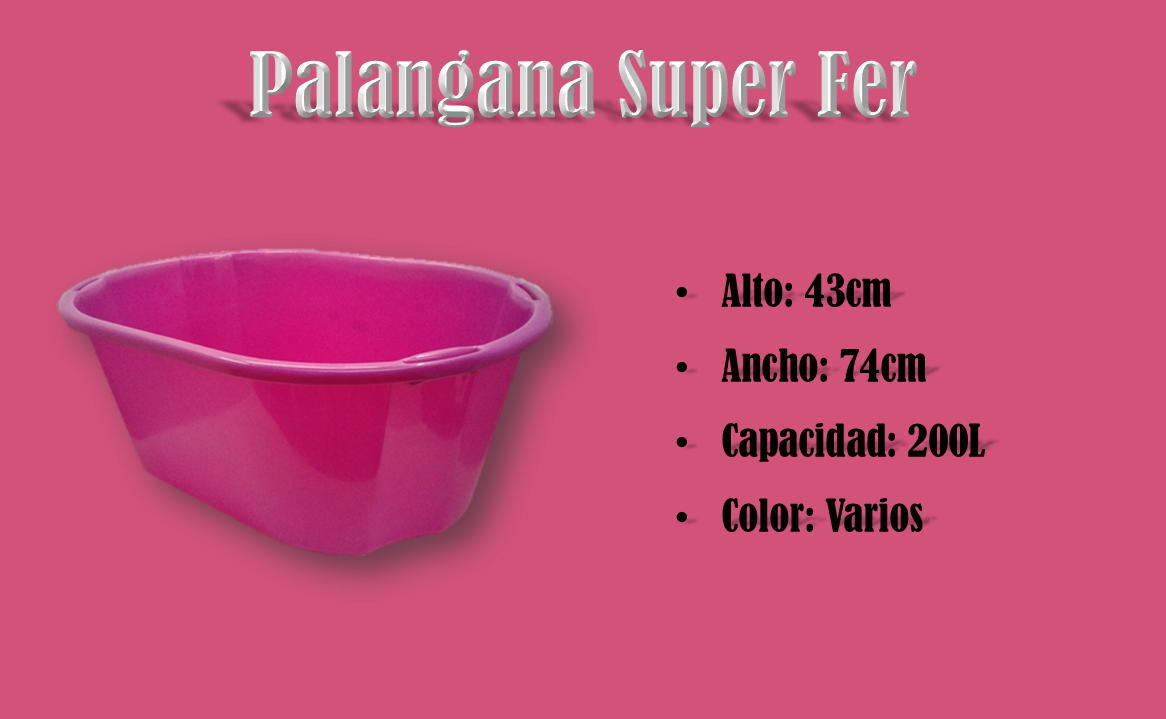 Palangana Super Fer
• Alto: 43cm
• Ancho: 74cm
• Capacidad: 200L
• Color: Varios